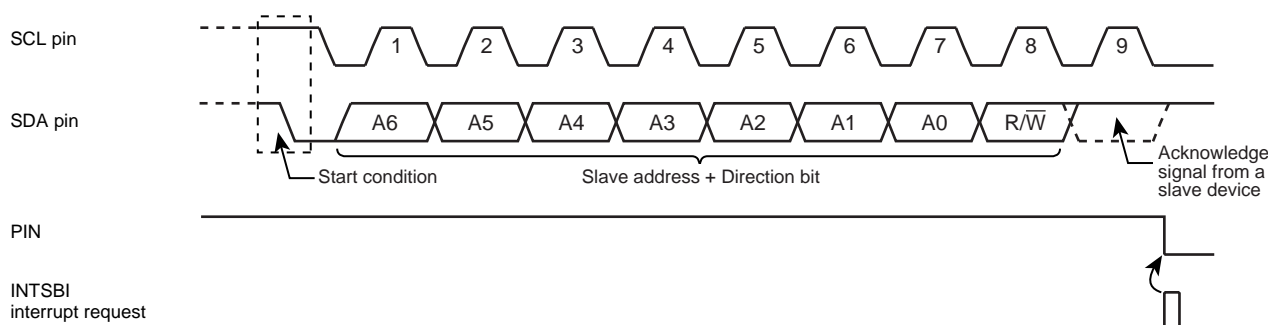 SCL pin
1 2 3 4 5 6 7 8 9
SDA pin
A6 A5 A4 A3 A2 A1 A0 R/W̅
Start condition
Slave address + Direction bit
Acknowledge
signal from a
slave device
PIN
INTSBI
interrupt request